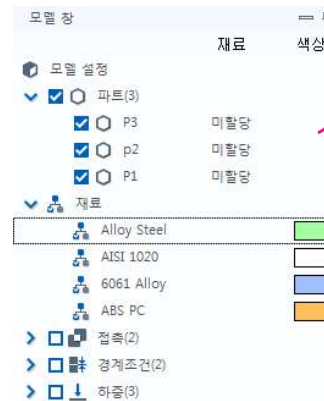 모델 창
재료 색상
모델 설정
파트(3)
P3 미할당
p2 미할당
P1 미할당
재료
Alloy Steel
AISI 1020
6061 Alloy
ABS PC
접촉(2)
경계조건(2)
하중(3)